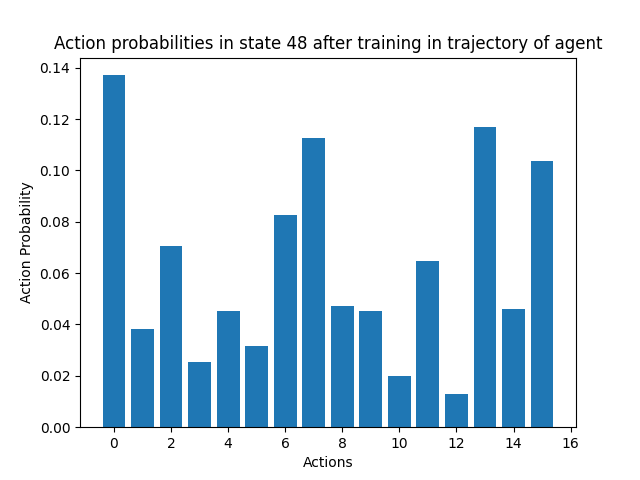 Action probabilities in state 48 after training in trajectory of agent
0.14
0.12
0.10
0.08
0.06
0.04
0.02
0.00
Action Probability
0 2 4 6 8 10 12 14 16
Actions